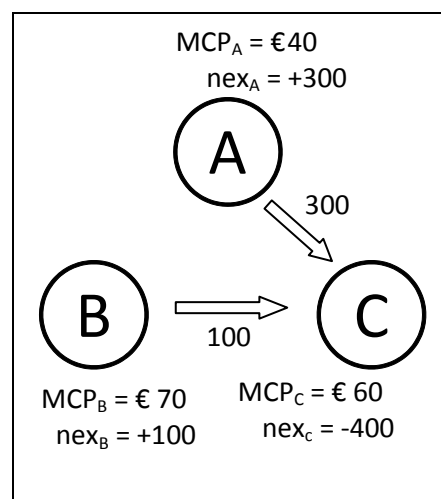 MCP_A = €40
nex_A = +300
A
300
B
C
100
MCP_B = € 70
nex_B = +100
MCP_C = € 60
nex_c = -400